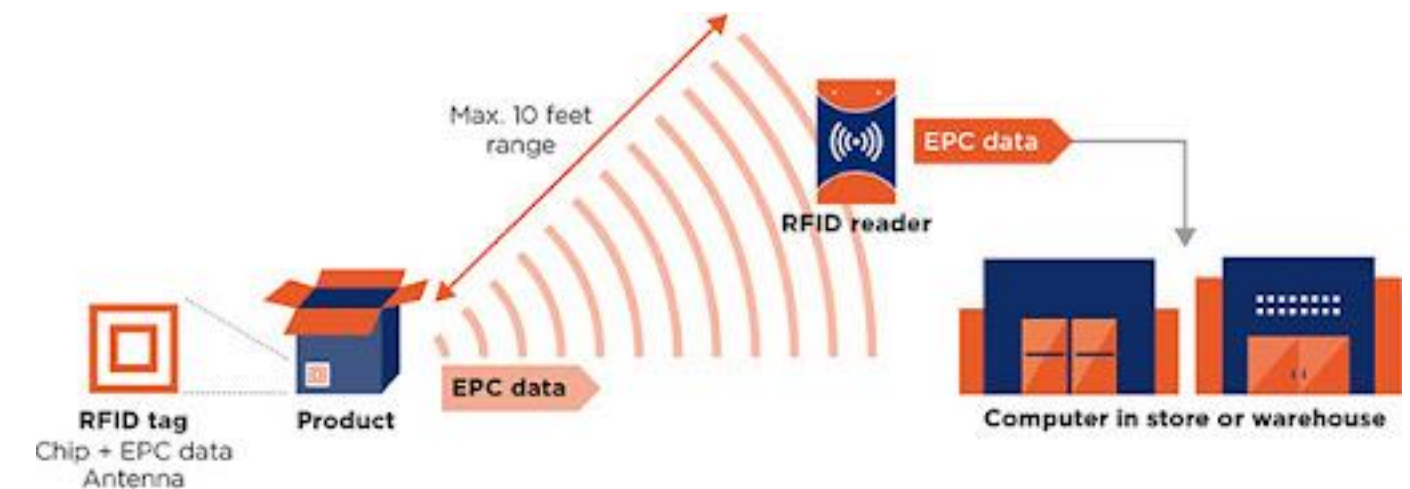 Max. 10 feet
range
EPC data
RFID reader
EPC data
RFID tag
Chip + EPC data
Antenna
Product
Computer in store or warehouse